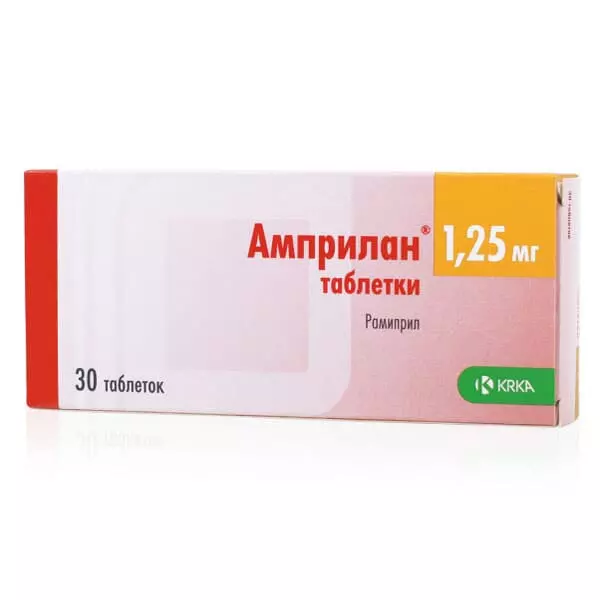 Амприлан®
1,25 мг
таблетки
Рамиприл
30 таблеток
KRKA